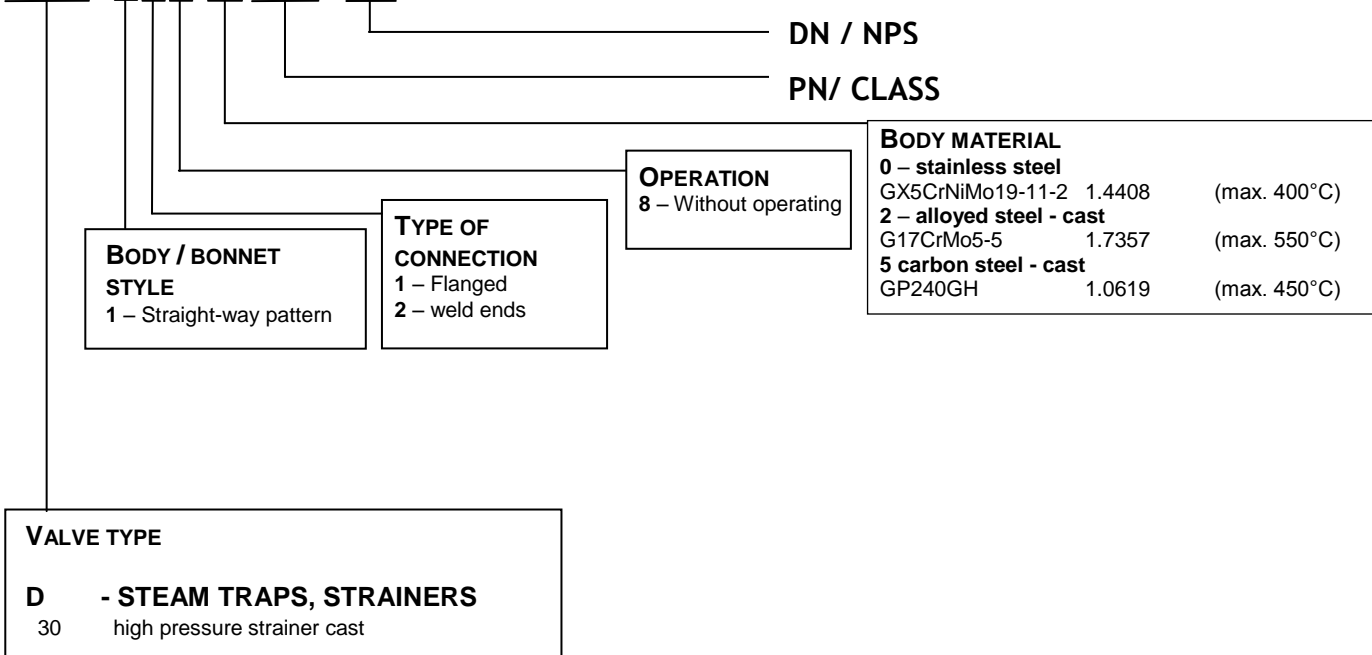 DN / NPS
PN/ CLASS
BODY MATERIAL
0 – stainless steel
GX5CrNiMo19-11-2 1.4408 (max. 400°C)
2 – alloyed steel - cast
G17CrMo5-5 1.7357 (max. 550°C)
5 carbon steel - cast
GP240GH 1.0619 (max. 450°C)
OPERATION
8 – Without operating
TYPE OF
CONNECTION
1 – Flanged
2 – weld ends
BODY / BONNET
STYLE
1 – Straight-way pattern
VALVE TYPE
D - STEAM TRAPS, STRAINERS
30 high pressure strainer cast